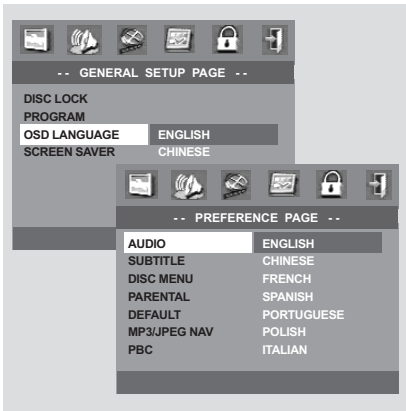 -- GENERAL SETUP PAGE --
DISC LOCK
PROGRAM
OSD LANGUAGE ENGLISH
SCREEN SAVER CHINESE
-- PREFERENCE PAGE --
AUDIO ENGLISH
SUBTITLE CHINESE
DISC MENU FRENCH
PARENTAL SPANISH
DEFAULT PORTUGUESE
MP3/JPEG NAV POLISH
PBC ITALIAN